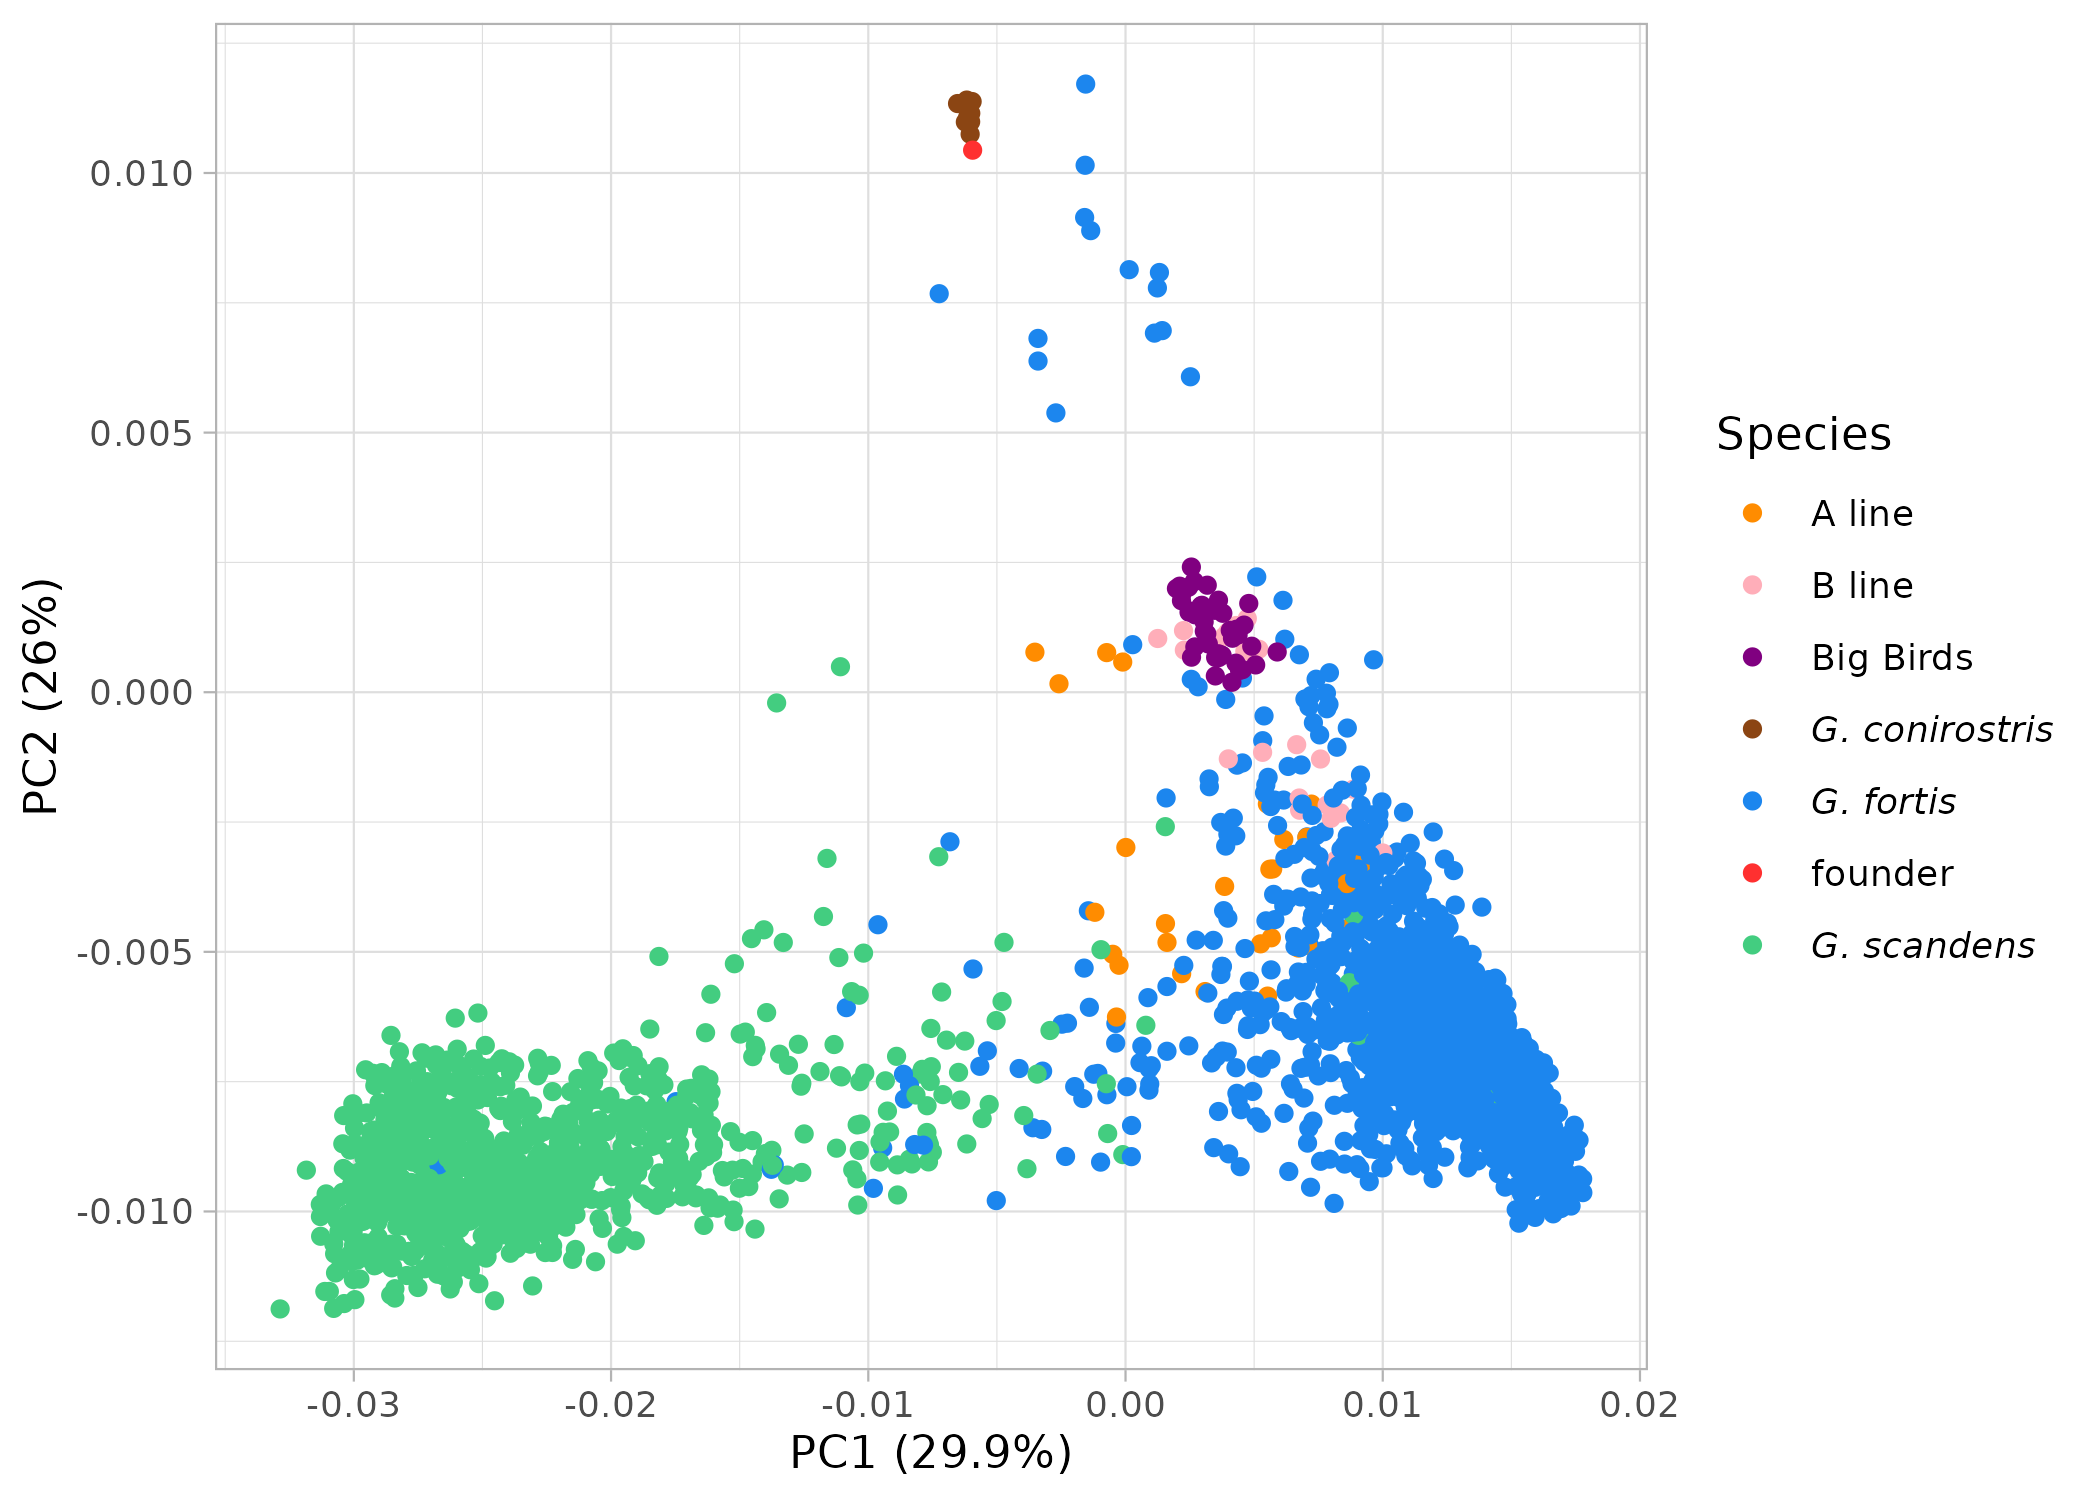 0.010
0.005
0.000
-0.005
-0.010
PC2 (26%)
-0.03
-0.02
-0.01
0.00
0.01
0.02
PC1 (29.9%)
Species
A line
B line
Big Birds
G. conirostris
G. fortis
founder
G. scandens